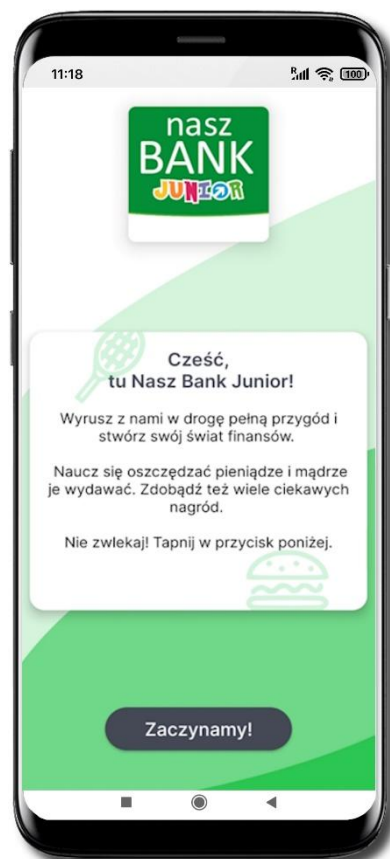 11:18
R
100
nasz
BANK
JUNIOR
Cześć,
tu Nasz Bank Junior!
Wyrusz z nami w drogę pełną przygód i
stwórz swój świat finansów.
Naucz się oszczędzać pieniądze i mądrze
je wydawać. Zdobądź też wiele ciekawych
nagród.
Nie zwlekaj! Tapnij w przycisk poniżej.
Zaczynamy!